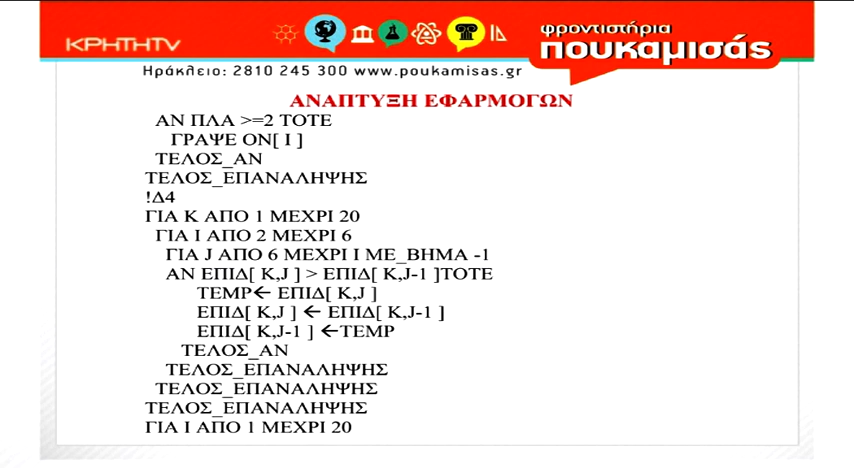 ΚΡΗΤΗTV
φροντιστήρια
πουκαμισάς
Ηράκλειο: 2810 245 300 www.poukamisas.gr
ΑΝΑΠΤΥΞΗ ΕΦΑΡΜΟΓΩΝ
ΑΝ ΠΛΑ >=2 ΤΟΤΕ
ΓΡΑΨΕ ΟΝ[ Ι ]
ΤΕΛΟΣ_ΑΝ
ΤΕΛΟΣ_ΕΠΑΝΑΛΗΨΗΣ
!Δ4
ΓΙΑ Κ ΑΠΟ 1 ΜΕΧΡΙ 20
ΓΙΑ Ι ΑΠΟ 2 ΜΕΧΡΙ 6
ΓΙΑ J ΑΠΟ 6 ΜΕΧΡΙ Ι ΜΕ_ΒΗΜΑ -1
ΑΝ ΕΠΙΔ[ Κ,J ] > ΕΠΙΔ[ Κ,J-1 ]ΤΟΤΕ
TEMP← ΕΠΙΔ[ Κ,J ]
ΕΠΙΔ[ Κ,J ] ← ΕΠΙΔ[ Κ,J-1 ]
ΕΠΙΔ[ Κ,J-1 ] ←TEMP
ΤΕΛΟΣ_ΑΝ
ΤΕΛΟΣ_ΕΠΑΝΑΛΗΨΗΣ
ΤΕΛΟΣ_ΕΠΑΝΑΛΗΨΗΣ
ΤΕΛΟΣ_ΕΠΑΝΑΛΗΨΗΣ
ΓΙΑ Ι ΑΠΟ 1 ΜΕΧΡΙ 20